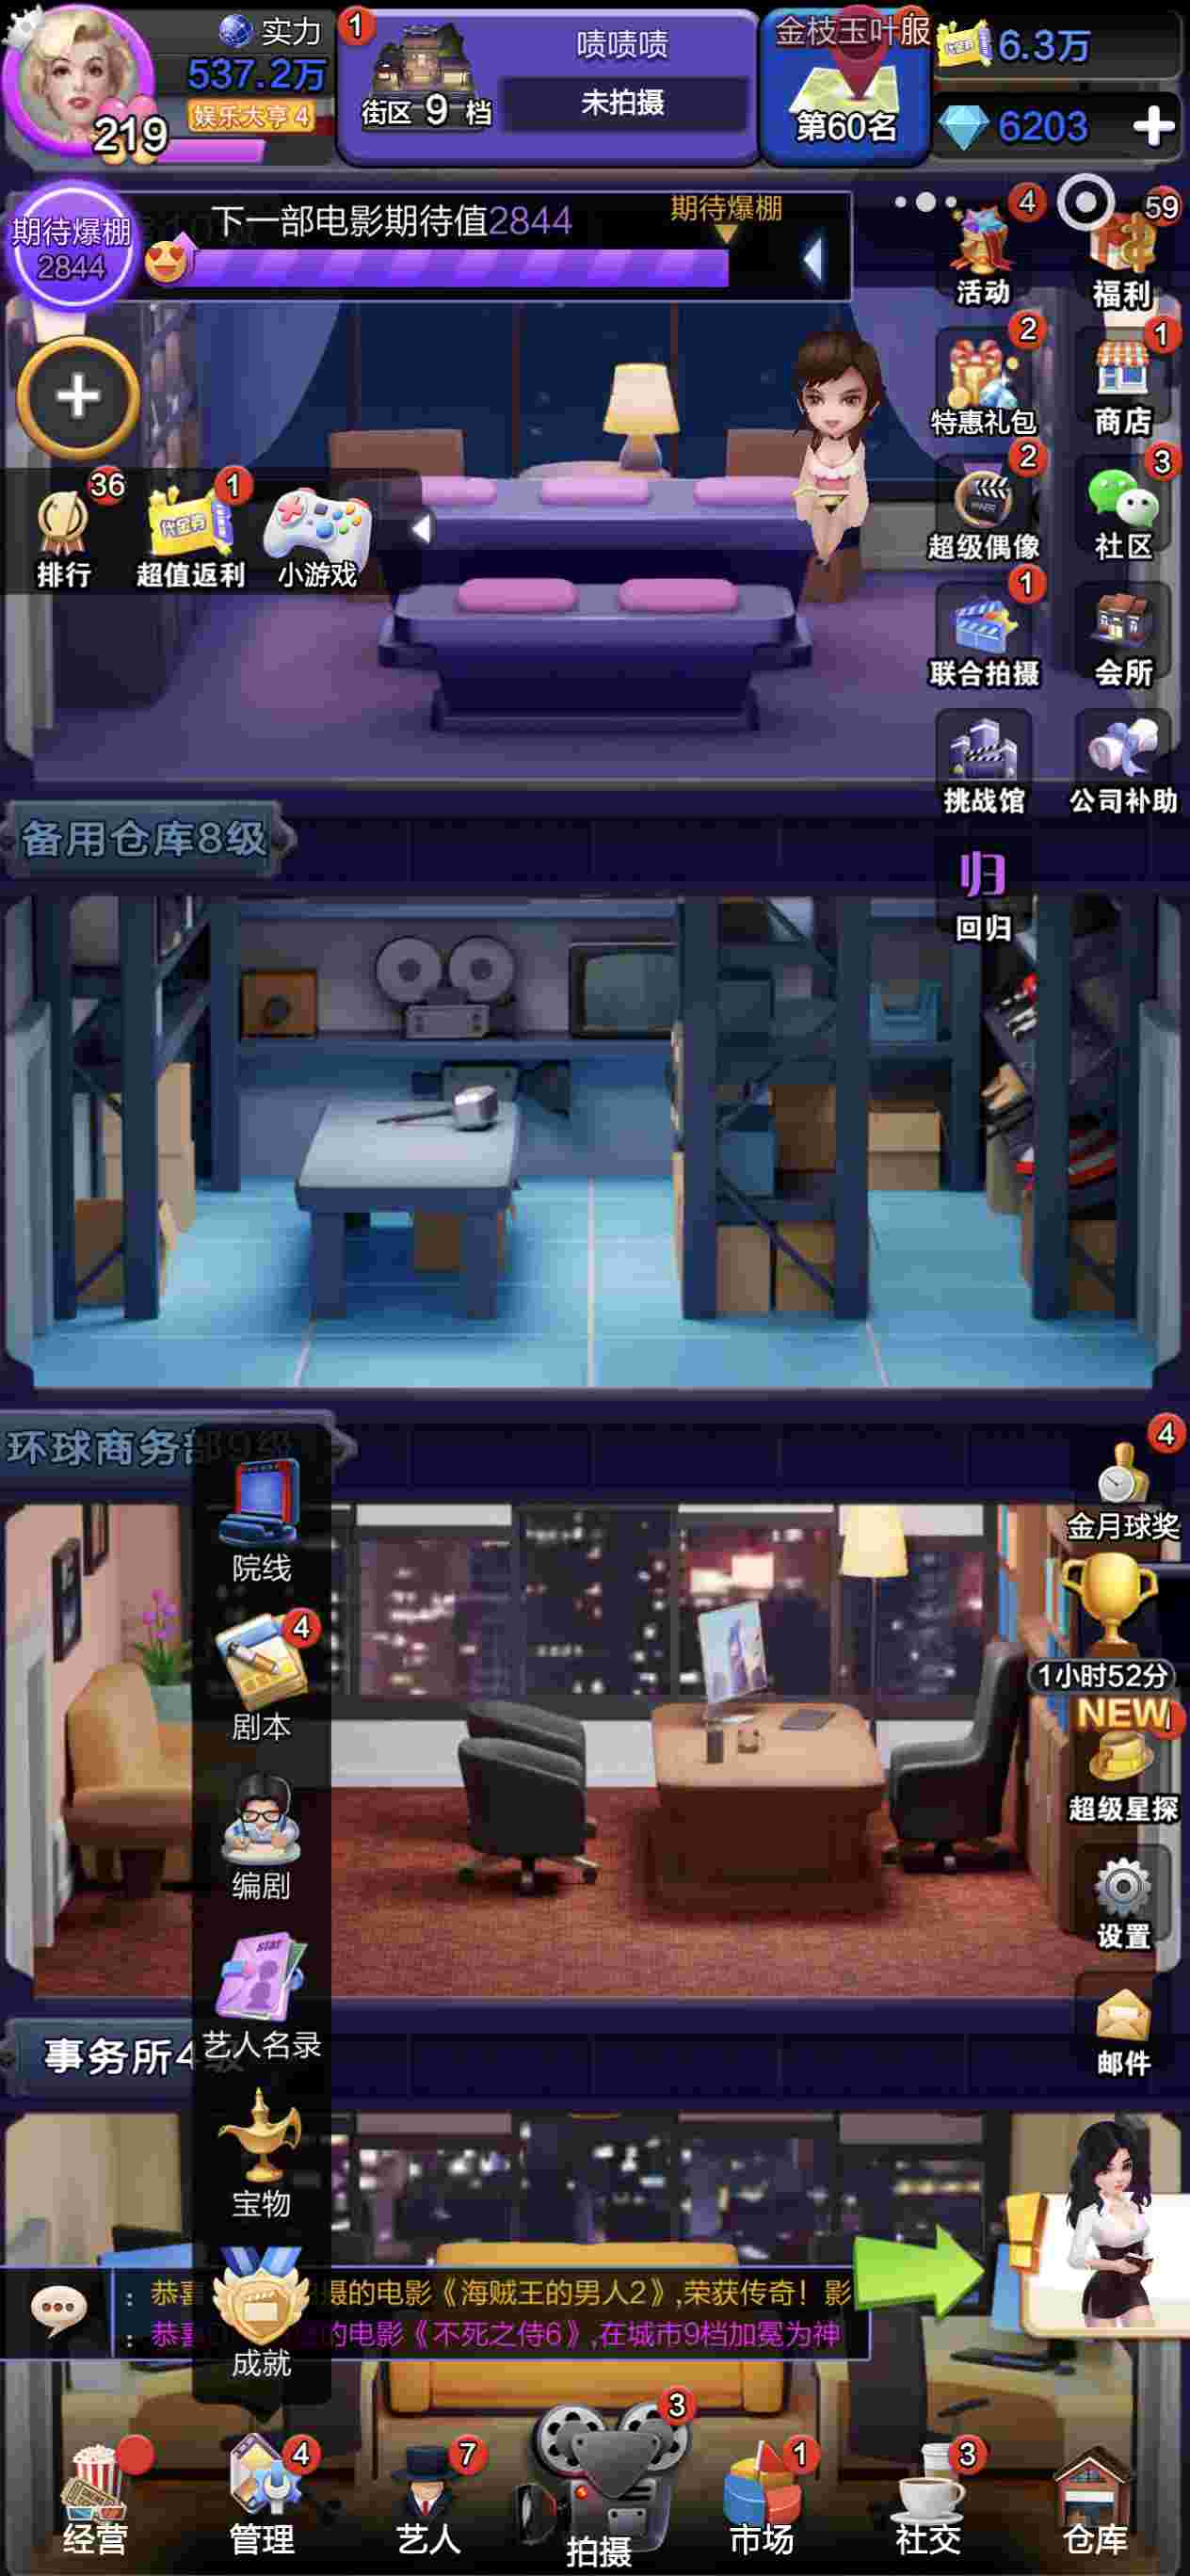 实力
537.2万
娱乐大亨 4
219
1
街区 9 档
啧啧啧
未拍摄
金枝玉叶服
第60名
代金券
6.3万
6203
期待爆棚
2844
下一部电影期待值2844
期待爆棚
4
活动
59
福利
2
特惠礼包
1
商店
36
排行
1
超值返利
小游戏
2
超级偶像
3
社区
1
联合拍摄
会所
挑战馆
公司补助
备用仓库8级
归
回归
环球商务部9级
院线
4
剧本
编剧
star
艺人名录
宝物
成就
4
金月球奖
1小时52分
NEW
超级星探
设置
邮件
事务所4级
: 恭喜
摄的电影《海贼王的男人2》,荣获传奇！影
: 恭喜
的电影《不死之侍6》,在城市9档加冕为神
经营
4
管理
7
艺人
3
拍摄
1
市场
3
社交
仓库